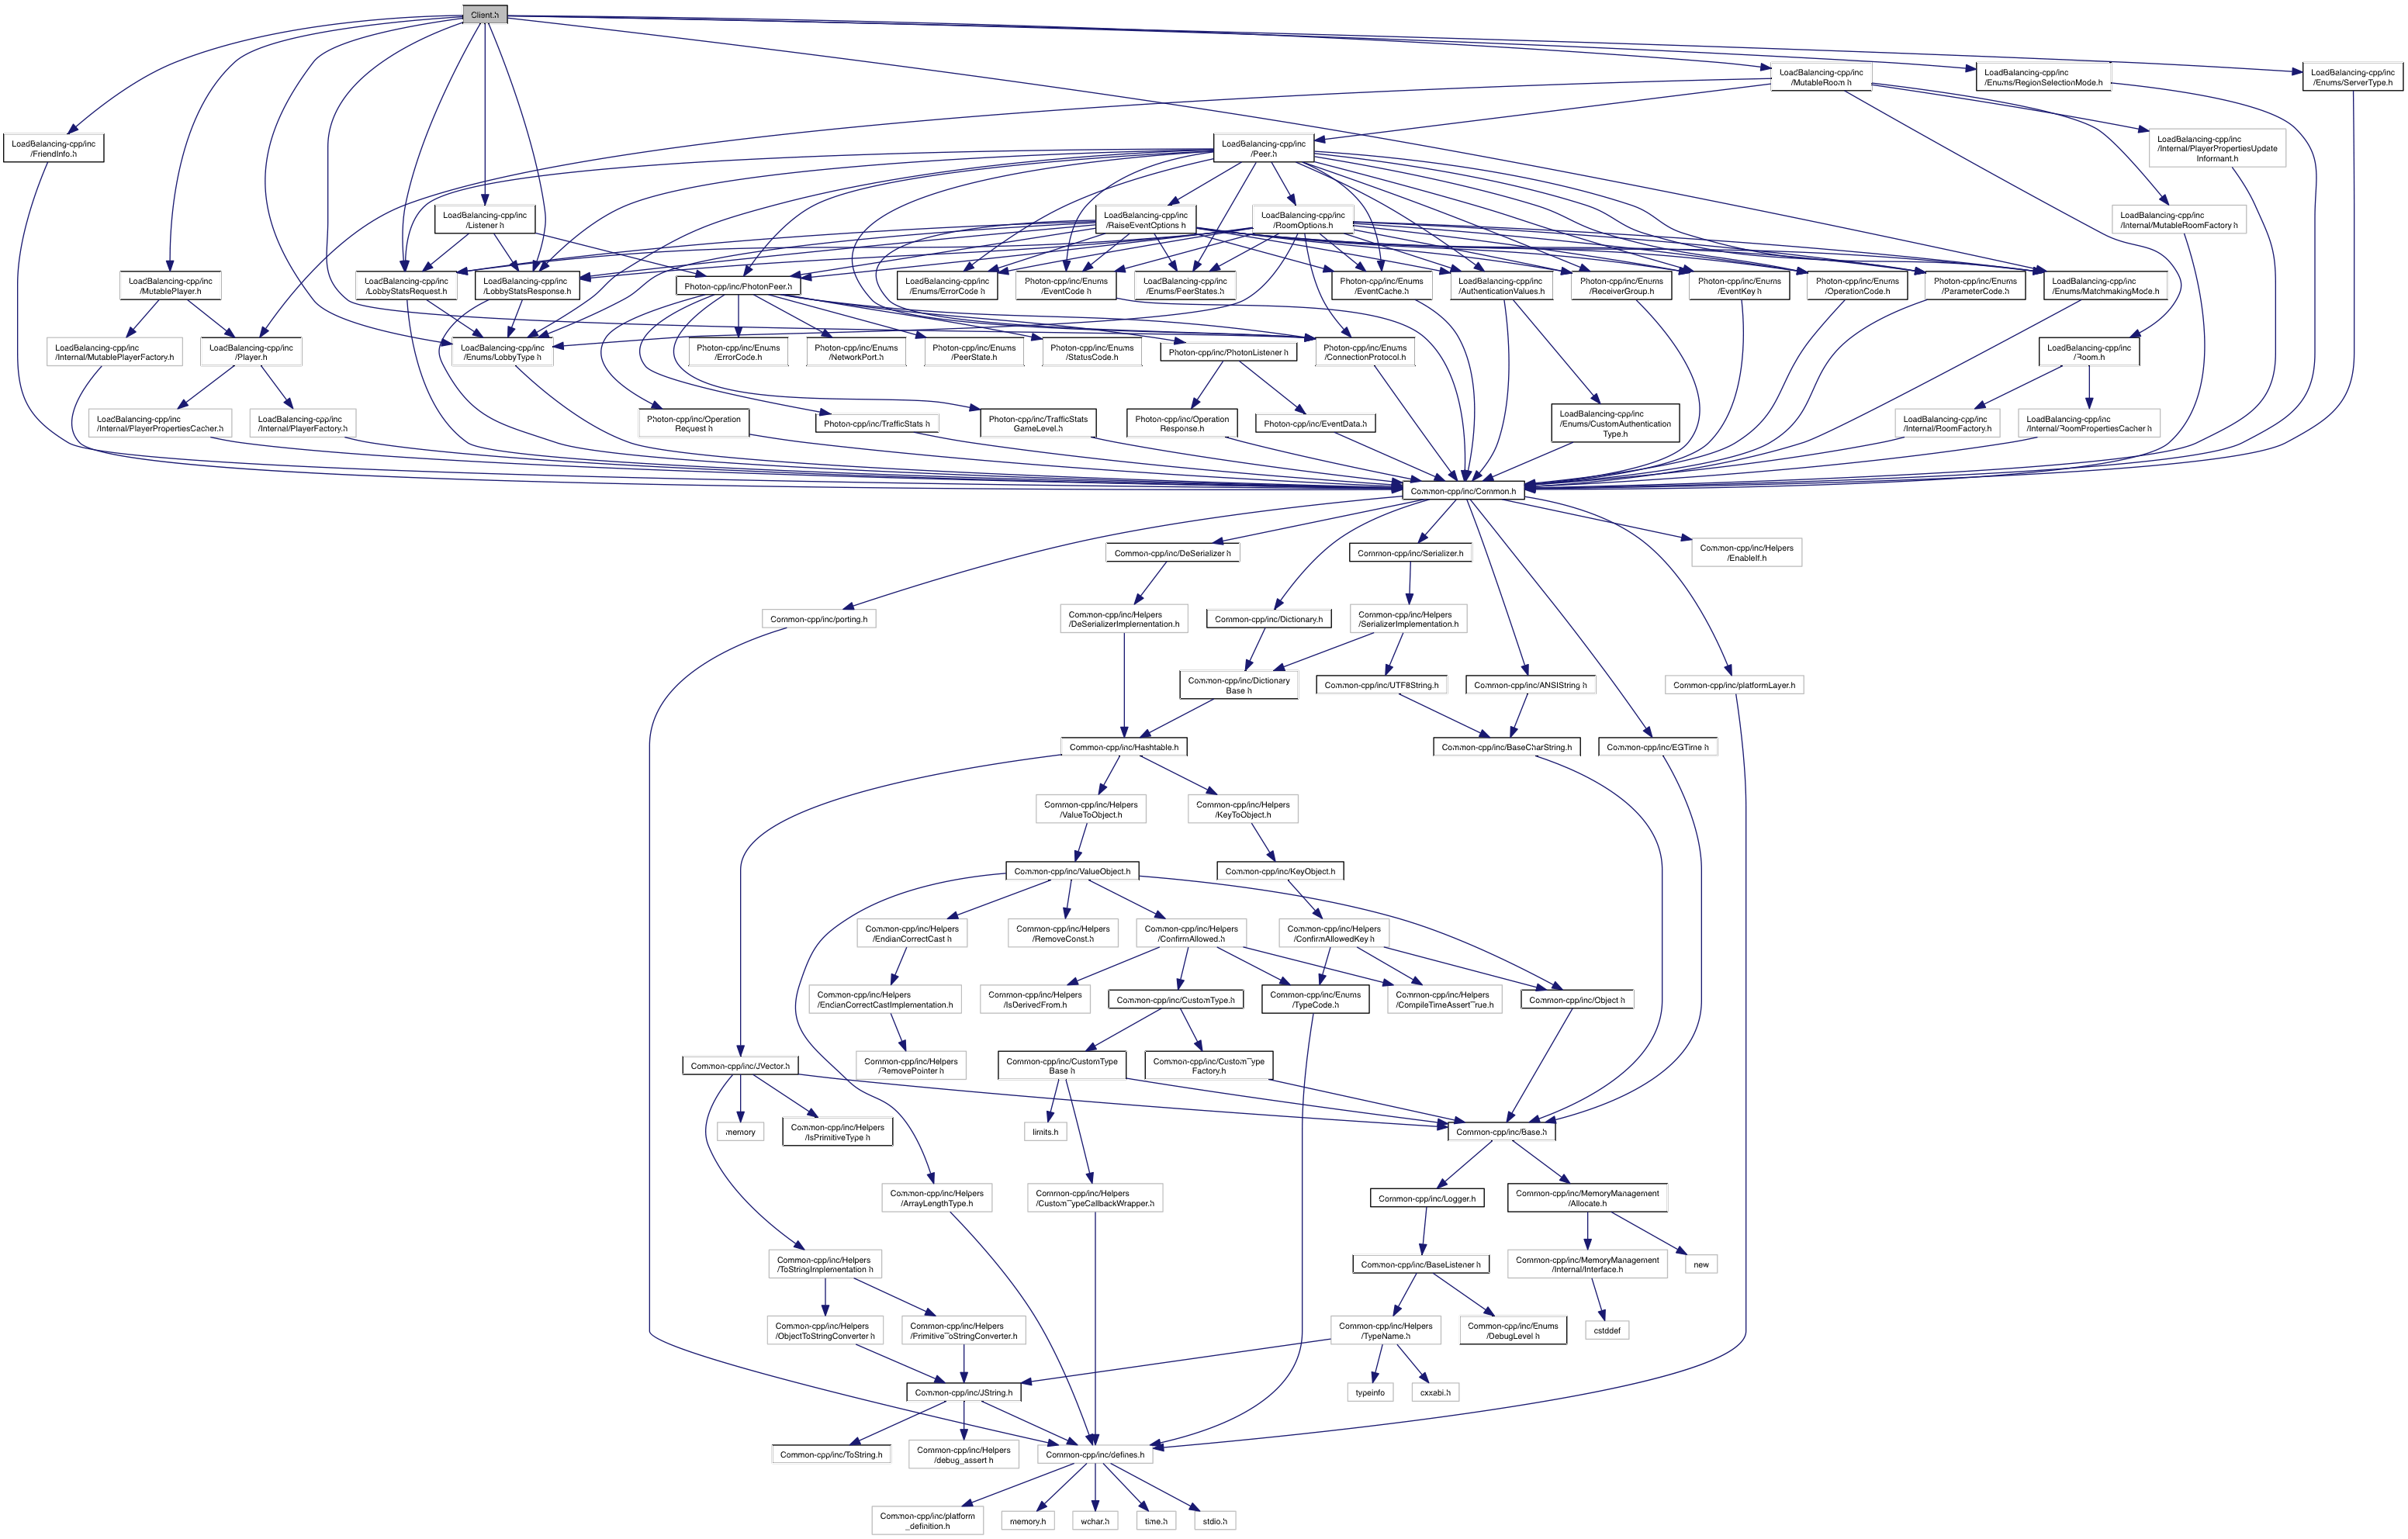 Client.h
LoadBalancing-cpp/inc
/MutableRoom.h
LoadBalancing-cpp/inc
/Enums/RegionSelectionMode.h
LoadBalancing-cpp/inc
/Enums/ServerType.h
LoadBalancing-cpp/inc
/FriendInfo.h
LoadBalancing-cpp/inc
/Peer.h
LoadBalancing-cpp/inc
/Internal/PlayerPropertiesUpdate
Informant.h
LoadBalancing-cpp/inc
/Listener.h
LoadBalancing-cpp/inc
/RaiseEventOptions.h
LoadBalancing-cpp/inc
/RoomOptions.h
LoadBalancing-cpp/inc
/Internal/MutableRoomFactory.h
LoadBalancing-cpp/inc
/MutablePlayer.h
LoadBalancing-cpp/inc
/LobbyStatsRequest.h
LoadBalancing-cpp/inc
/LobbyStatsResponse.h
Photon-cpp/inc/PhotonPeer.h
LoadBalancing-cpp/inc
/Enums/ErrorCode.h
Photon-cpp/inc/Enums
/EventCode.h
LoadBalancing-cpp/inc
/Enums/PeerStates.h
Photon-cpp/inc/Enums
/EventCache.h
LoadBalancing-cpp/inc
/AuthenticationValues.h
Photon-cpp/inc/Enums
/ReceiverGroup.h
Photon-cpp/inc/Enums
/EventKey.h
Photon-cpp/inc/Enums
/OperationCode.h
Photon-cpp/inc/Enums
/ParameterCode.h
LoadBalancing-cpp/inc
/Enums/MatchmakingMode.h
LoadBalancing-cpp/inc
/Internal/MutablePlayerFactory.h
LoadBalancing-cpp/inc
/Player.h
LoadBalancing-cpp/inc
/Enums/LobbyType.h
Photon-cpp/inc/Enums
/ErrorCode.h
Photon-cpp/inc/Enums
/NetworkPort.h
Photon-cpp/inc/Enums
/PeerState.h
Photon-cpp/inc/Enums
/StatusCode.h
Photon-cpp/inc/PhotonListener.h
Photon-cpp/inc/Enums
/ConnectionProtocol.h
LoadBalancing-cpp/inc
/Room.h
LoadBalancing-cpp/inc
/Internal/PlayerPropertiesCacher.h
LoadBalancing-cpp/inc
/Internal/PlayerFactory.h
Photon-cpp/inc/Operation
Request.h
Photon-cpp/inc/TrafficStats.h
Photon-cpp/inc/TrafficStats
GameLevel.h
Photon-cpp/inc/Operation
Response.h
Photon-cpp/inc/EventData.h
LoadBalancing-cpp/inc
/Enums/CustomAuthentication
Type.h
LoadBalancing-cpp/inc
/Internal/RoomFactory.h
LoadBalancing-cpp/inc
/Internal/RoomPropertiesCacher.h
Common-cpp/inc/Common.h
Common-cpp/inc/DeSerializer.h
Common-cpp/inc/Serializer.h
Common-cpp/inc/Helpers
/EnableIf.h
Common-cpp/inc/porting.h
Common-cpp/inc/Helpers
/DeSerializerImplementation.h
Common-cpp/inc/Dictionary.h
Common-cpp/inc/Helpers
/SerializerImplementation.h
Common-cpp/inc/Dictionary
Base.h
Common-cpp/inc/UTF8String.h
Common-cpp/inc/ANSIString.h
Common-cpp/inc/platformLayer.h
Common-cpp/inc/Hashtable.h
Common-cpp/inc/BaseCharString.h
Common-cpp/inc/EGTime.h
Common-cpp/inc/Helpers
/ValueToObject.h
Common-cpp/inc/Helpers
/KeyToObject.h
Common-cpp/inc/ValueObject.h
Common-cpp/inc/KeyObject.h
Common-cpp/inc/Helpers
/EndianCorrectCast.h
Common-cpp/inc/Helpers
/RemoveConst.h
Common-cpp/inc/Helpers
/ConfirmAllowed.h
Common-cpp/inc/Helpers
/ConfirmAllowedKey.h
Common-cpp/inc/Helpers
/EndianCorrectCastImplementation.h
Common-cpp/inc/Helpers
/IsDerivedFrom.h
Common-cpp/inc/CustomType.h
Common-cpp/inc/Enums
/TypeCode.h
Common-cpp/inc/Helpers
/CompileTimeAssertTrue.h
Common-cpp/inc/Object.h
Common-cpp/inc/JVector.h
Common-cpp/inc/Helpers
/RemovePointer.h
Common-cpp/inc/CustomType
Base.h
Common-cpp/inc/CustomType
Factory.h
memory
Common-cpp/inc/Helpers
/IsPrimitiveType.h
limits.h
Common-cpp/inc/Base.h
Common-cpp/inc/Helpers
/ArrayLengthType.h
Common-cpp/inc/Helpers
/CustomTypeCallbackWrapper.h
Common-cpp/inc/Logger.h
Common-cpp/inc/MemoryManagement
/Allocate.h
Common-cpp/inc/Helpers
/ToStringImplementation.h
Common-cpp/inc/BaseListener.h
Common-cpp/inc/MemoryManagement
/Internal/Interface.h
new
Common-cpp/inc/Helpers
/ObjectToStringConverter.h
Common-cpp/inc/Helpers
/PrimitiveToStringConverter.h
Common-cpp/inc/Helpers
/TypeName.h
Common-cpp/inc/Enums
/DebugLevel.h
cstddef
Common-cpp/inc/JString.h
typeinfo
cxxabi.h
Common-cpp/inc/ToString.h
Common-cpp/inc/Helpers
/debug_assert.h
Common-cpp/inc/defines.h
Common-cpp/inc/platform
_definition.h
memory.h
wchar.h
time.h
stdio.h